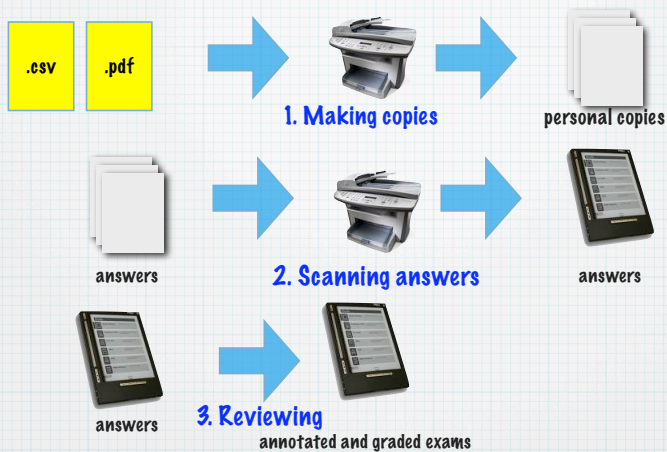 .csv
.pdf
1. Making copies
personal copies
answers
2. Scanning answers
answers
answers
3. Reviewing
annotated and graded exams